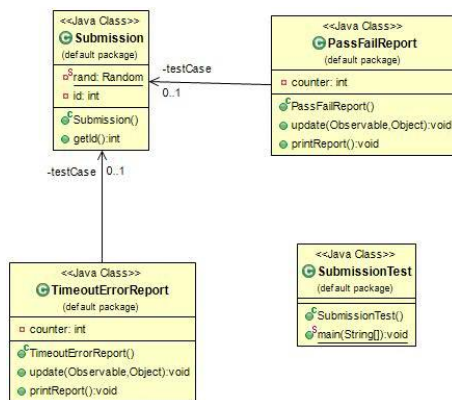 <<Java Class>>
Submission
(default package)
rand: Random
id: int
Submission()
getId():int
-testCase
0..1
<<Java Class>>
PassFailReport
(default package)
counter: int
PassFailReport()
update(Observable,Object):void
printReport():void
-testCase
0..1
<<Java Class>>
TimeoutErrorReport
(default package)
counter: int
TimeoutErrorReport()
update(Observable,Object):void
printReport():void
<<Java Class>>
SubmissionTest
(default package)
SubmissionTest()
main(String[]):void